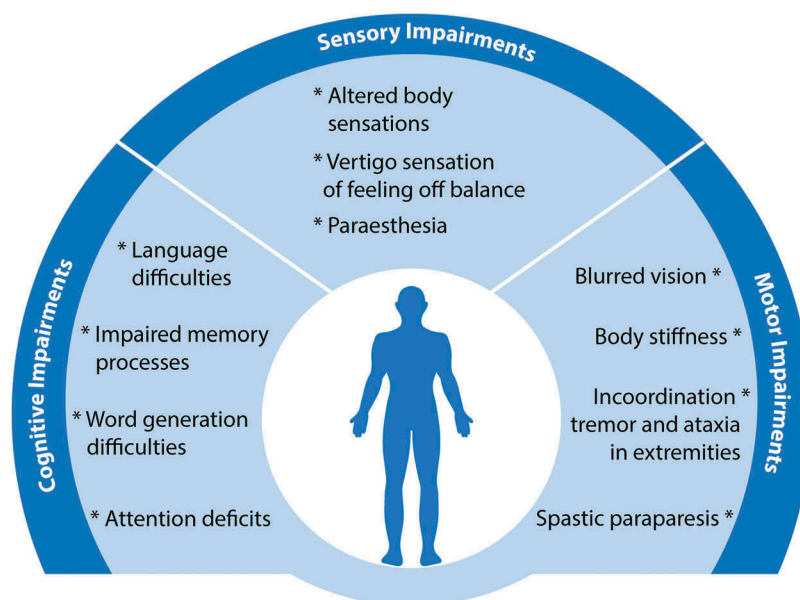 Sensory Impairments
* Altered body
sensations
* Vertigo sensation
of feeling off balance
* Paraesthesia
Cognitive Impairments
* Language
difficulties
* Impaired memory
processes
* Word generation
difficulties
* Attention deficits
Motor Impairments
Blurred vision *
Body stiffness *
Incoordination *
tremor and ataxia
in extremities
Spastic paraparesis *